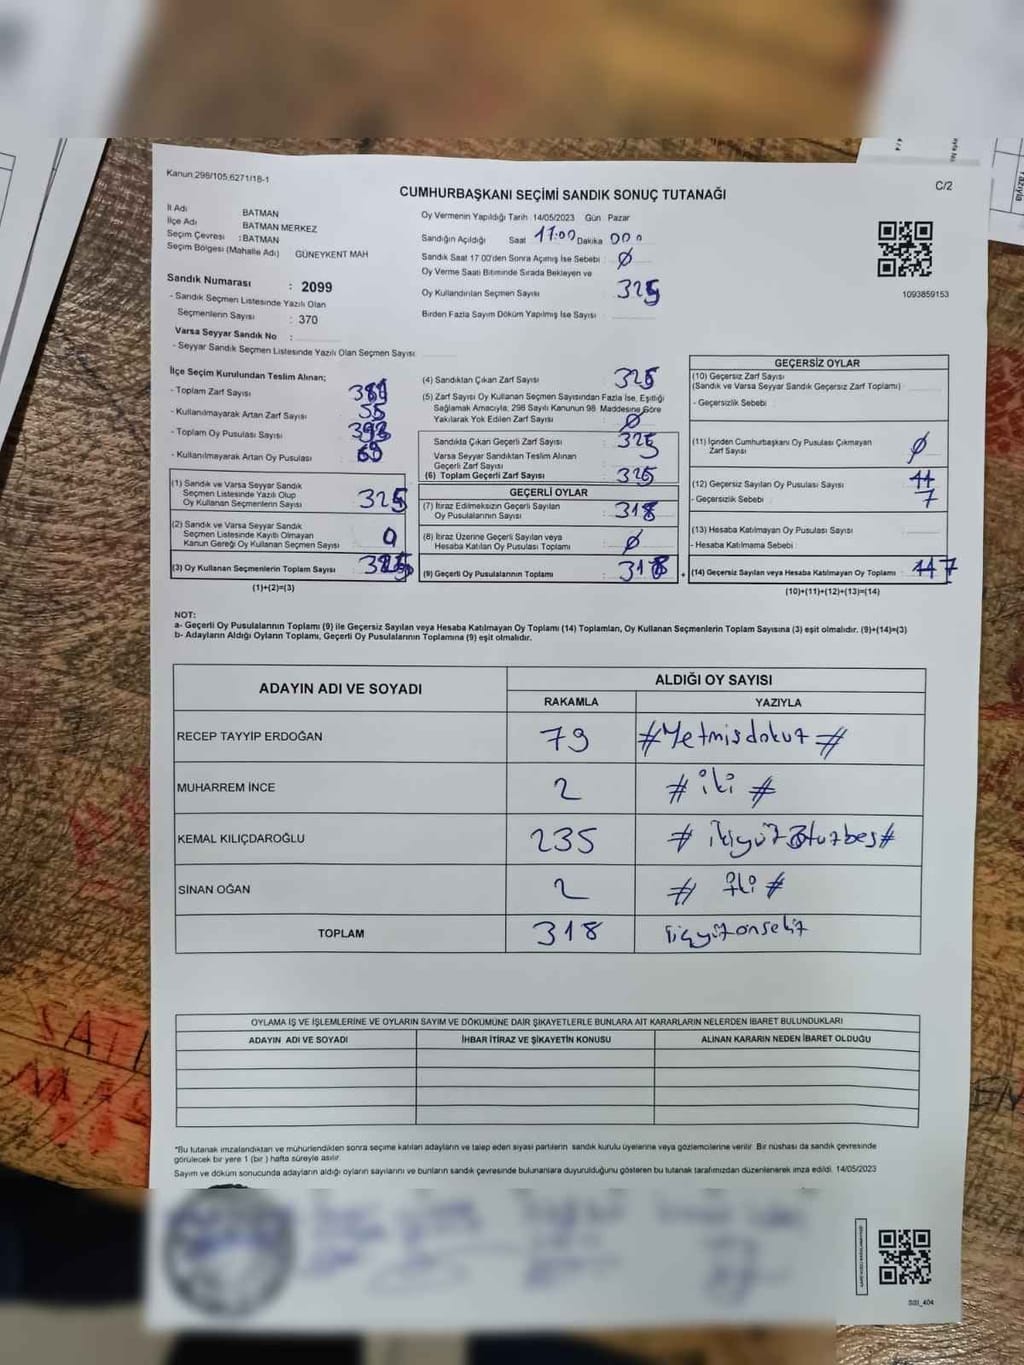 Kanun:298/105,6271/18-1
CUMHURBAŞKANI SEÇİMİ SANDIK SONUÇ TUTANAĞI
C/2
İl Adı BATMAN
İlçe Adı BATMAN MERKEZ
Seçim Çevresi :BATMAN
Seçim Bölgesi (Mahalle Adı) GÜNEYKENT MAH
Sandık Numarası : 2099
- Sandık Seçmen Listesinde Yazılı Olan
Seçmenlerin Sayısı : 370
Varsa Seyyar Sandık No :
- Seyyar Sandık Seçmen Listesinde Yazılı Olan Seçmen Sayısı
Oy Vermenin Yapıldığı Tarih 14/05/2023 Gün Pazar
Sandığın Açıldığı Saat 17:00 Dakika 000
Sandık Saat 17.00'den Sonra Açılmış İse Sebebi : Ø
Oy Verme Saati Bitiminde Sırada Bekleyen ve
Oy Kullandırılan Seçmen Sayısı 325
Birden Fazla Sayım Döküm Yapılmış İse Sayısı :
1093859153
İlçe Seçim Kurulundan Teslim Alınan;
- Toplam Zarf Sayısı
- Kullanılmayarak Artan Zarf Sayısı : 55
- Toplam Oy Pusulası Sayısı
- Kullanılmayarak Artan Oy Pusulası
(1) Sandık ve Varsa Seyyar Sandık
Seçmen Listesinde Yazılı Olup
Oy Kullanan Seçmenlerin Sayısı : 325
(2) Sandık ve Varsa Seyyar Sandık
Seçmen Listesinde Kayıtlı Olmayan
Kanun Gereği Oy Kullanan Seçmen Sayısı : 0
(3) Oy Kullanan Seçmenlerin Toplam Sayısı : 325
(1)+(2)=(3)
(4) Sandıktan Çıkan Zarf Sayısı : 325
(5) Zarf Sayısı Oy Kullanan Seçmen Sayısından Fazla İse, Eşitliği
Sağlamak Amacıyla, 298 Sayılı Kanunun 98. Maddesine Göre
Yakılarak Yok Edilen Zarf Sayısı : Ø
Sandıkta Çıkan Geçerli Zarf Sayısı : 325
Varsa Seyyar Sandıktan Teslim Alınan
Geçerli Zarf Sayısı
(6) Toplam Geçerli Zarf Sayısı : 325
GEÇERLİ OYLAR
(7) İtiraz Edilmeksizin Geçerli Sayılan
Oy Pusulalarının Sayısı : 318
(8) İtiraz Üzerine Geçerli Sayılan veya
Hesaba Katılan Oy Pusulası Toplamı : Ø
(9) Geçerli Oy Pusulalarının Toplamı : 318
GEÇERSİZ OYLAR
(10) Geçersiz Zarf Sayısı
(Sandık ve Varsa Seyyar Sandık Geçersiz Zarf Toplamı)
- Geçersizlik Sebebi :
(11) İçinden Cumhurbaşkanı Oy Pusulası Çıkmayan
Zarf Sayısı : Ø
(12) Geçersiz Sayılan Oy Pusulası Sayısı
- Geçersizlik Sebebi : 7
(13) Hesaba Katılmayan Oy Pusulası Sayısı
- Hesaba Katılmama Sebebi :
(14) Geçersiz Sayılan veya Hesaba Katılmayan Oy Toplamı : 7
(10)+(11)+(12)+(13)=(14)
NOT:
a- Geçerli Oy Pusulalarının Toplamı (9) ile Geçersiz Sayılan veya Hesaba Katılmayan Oy Toplamı (14) Toplamları, Oy Kullanan Seçmenlerin Toplam Sayısına (3) eşit olmalıdır. (9)+(14)=(3)
b- Adayların Aldığı Oyların Toplamı, Geçerli Oy Pusulalarının Toplamına (9) eşit olmalıdır.
ADAYIN ADI VE SOYADI ALDIĞI OY SAYISI
RAKAMLA YAZIYLA
RECEP TAYYİP ERDOĞAN 79 #Yetmişdokuz#
MUHARREM İNCE 2 # iki #
KEMAL KILIÇDAROĞLU 235 # ikiyüzotuzbeş#
SİNAN OĞAN 2 # iki #
TOPLAM 318 üçyüzonsekiz
OYLAMA İŞ VE İŞLEMLERİNE VE OYLARIN SAYIM VE DÖKÜMÜNE DAİR ŞİKAYETLERLE BUNLARA AİT KARARLARIN NELERDEN İBARET BULUNDUKLARI
ADAYIN ADI VE SOYADI İHBAR İTİRAZ VE ŞİKAYETİN KONUSU ALINAN KARARIN NEDEN İBARET OLDUĞU
*Bu tutanak imzalandıktan ve mühürlendikten sonra seçime katılan adayların ve talep eden siyasi partilerin sandık kurulu üyelerine veya gözlemcilerine verilir. Bir nüshası da sandık çevresinde
görülecek bir yere 1 (bir ) hafta süreyle asılır.
Sayım ve döküm sonucunda adayların aldığı oyların sayılarını ve bunların sandık çevresinde bulunanlara duyurulduğunu gösteren bu tutanak tarafımızdan düzenlenerek imza edildi. 14/05/2023
SSI_404